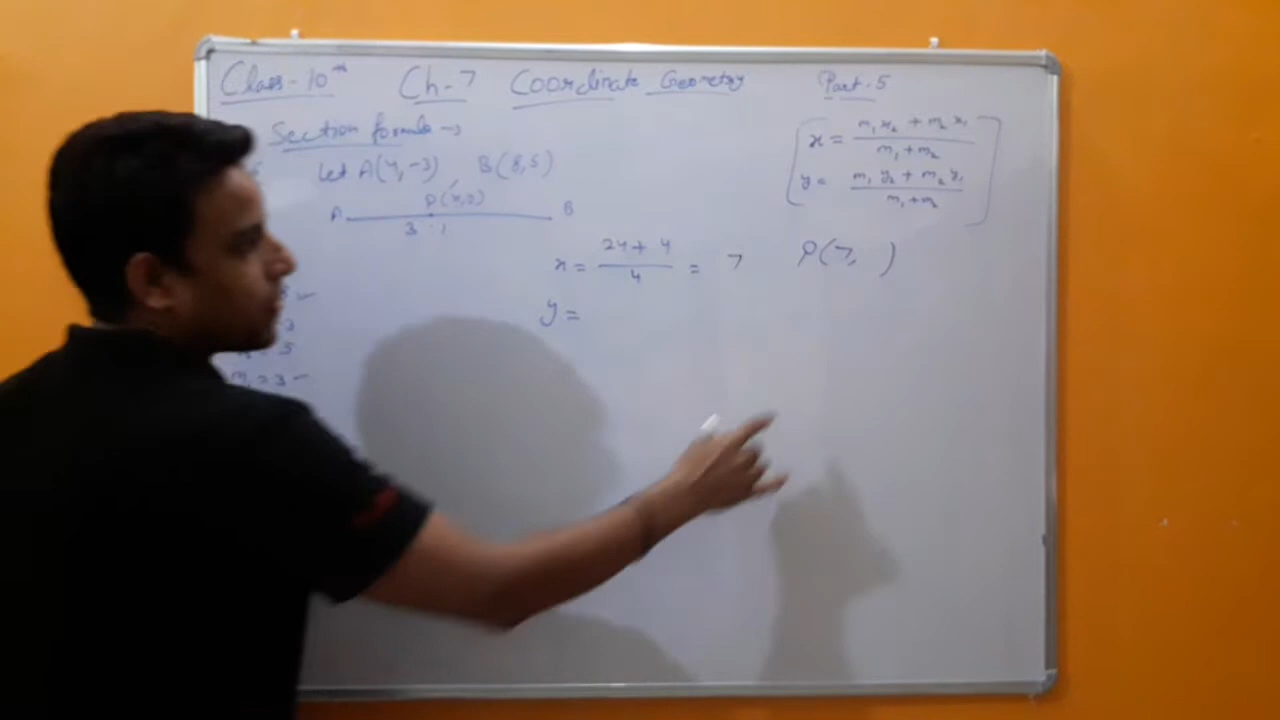 Class - 10th Ch-7 Coordinate Geometry Part-5
Section formula →
Let A(4,-3) B(8,5)
P(x,y)
A B
3 : 1
x = m₁x₂ + m₂x₁ / m₁+m₂
y = m₁y₂ + m₂y₁ / m₁+m₂
x = 24+ 4 / 4 = 7 P(7, )
y =
= 5
m₁ = 3